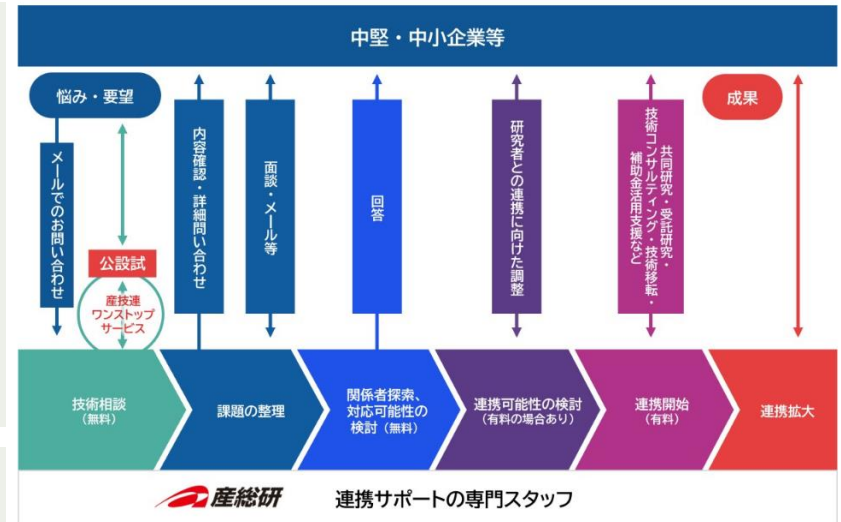 中堅・中小企業等
悩み・要望
成果
メールでのお問い合わせ
公設試
産技連
ワンストップ
サービス
内容確認・詳細問い合わせ
面談・メール等
回答
研究者との連携に向けた調整
共同研究・受託研究・
技術コンサルティング・技術移転・
補助金活用支援など
技術相談
(無料)
課題の整理
関係者探索、
対応可能性の
検討(無料)
連携可能性の検討
(有料の場合あり)
連携開始
(有料)
連携拡大
産総研 連携サポートの専門スタッフ